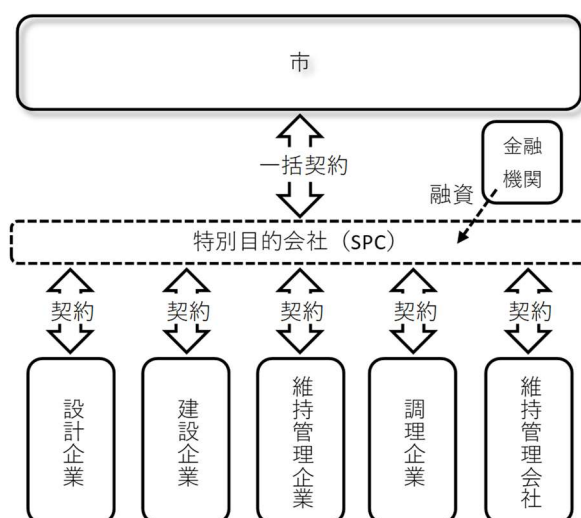 市
金融
機関
一括契約
融資
特別目的会社（SPC）
契約
契約
契約
契約
契約
設計企業
建設企業
維持管理企業
調理企業
維持管理会社